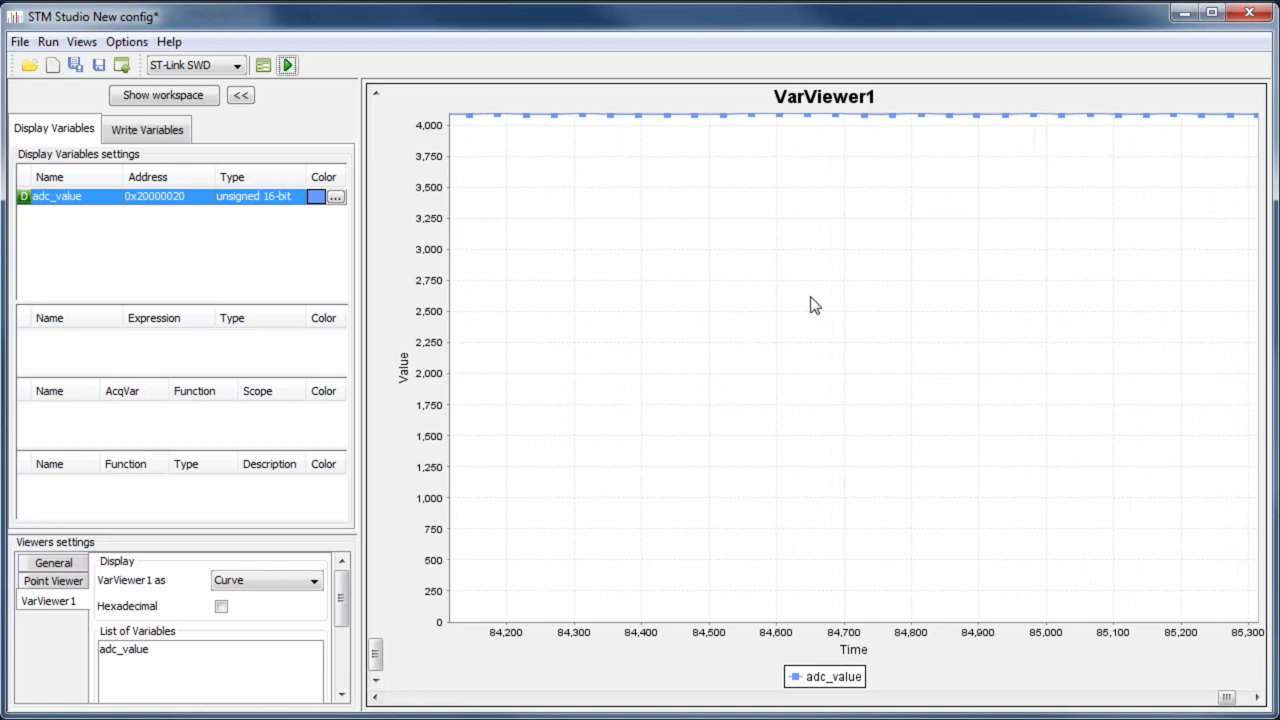 STM Studio New config*
File Run Views Options Help
ST-Link SWD
Show workspace <<
Display Variables Write Variables
Display Variables settings
Name Address Type Color
D adc_value 0x20000020 unsigned 16-bit ...
Name Expression Type Color
Name AcqVar Function Scope Color
Name Function Type Description Color
Viewers settings
General
Point Viewer
VarViewer1
Display
VarViewer1 as Curve
Hexadecimal
List of Variables
adc_value
VarViewer1
4,000
3,750
3,500
3,250
3,000
2,750
2,500
2,250
2,000
1,750
1,500
1,250
1,000
750
500
250
0
Value
84,200 84,300 84,400 84,500 84,600 84,700 84,800 84,900 85,000 85,100 85,200 85,300
Time
adc_value